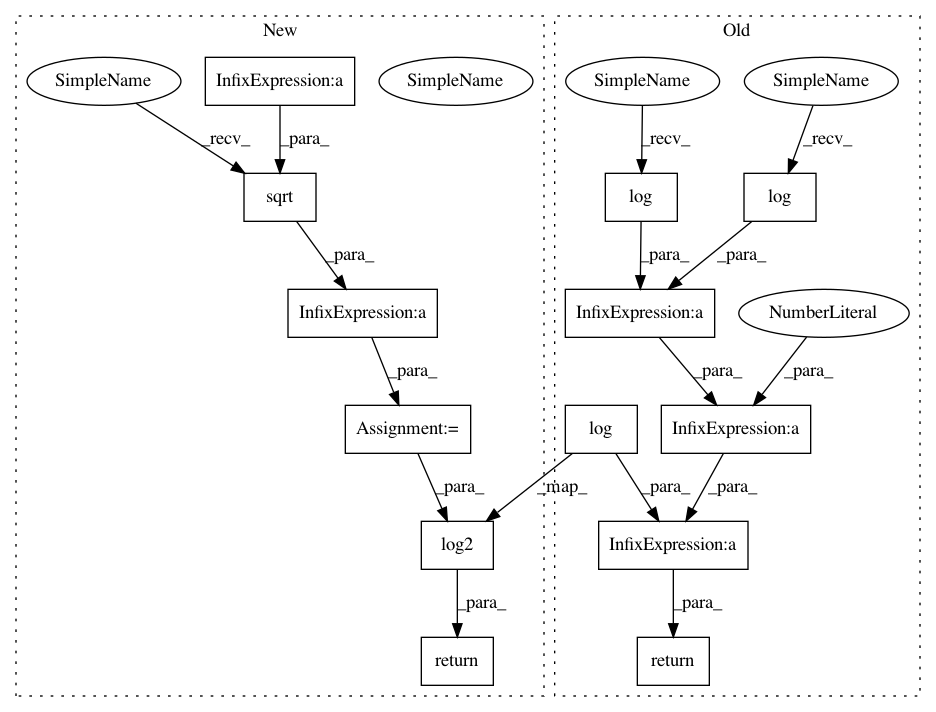 New
Old
SimpleName
InfixExpression:a
SimpleName
SimpleName
SimpleName
_recv_
_para_
_recv_
_recv_
sqrt
log
log
_para_
_para_
_para_
InfixExpression:a
InfixExpression:a
NumberLiteral
_para_
_para_
_para_
Assignment:=
log
InfixExpression:a
_para_
_map_
_para_
_para_
log2
InfixExpression:a
_para_
_para_
return
return